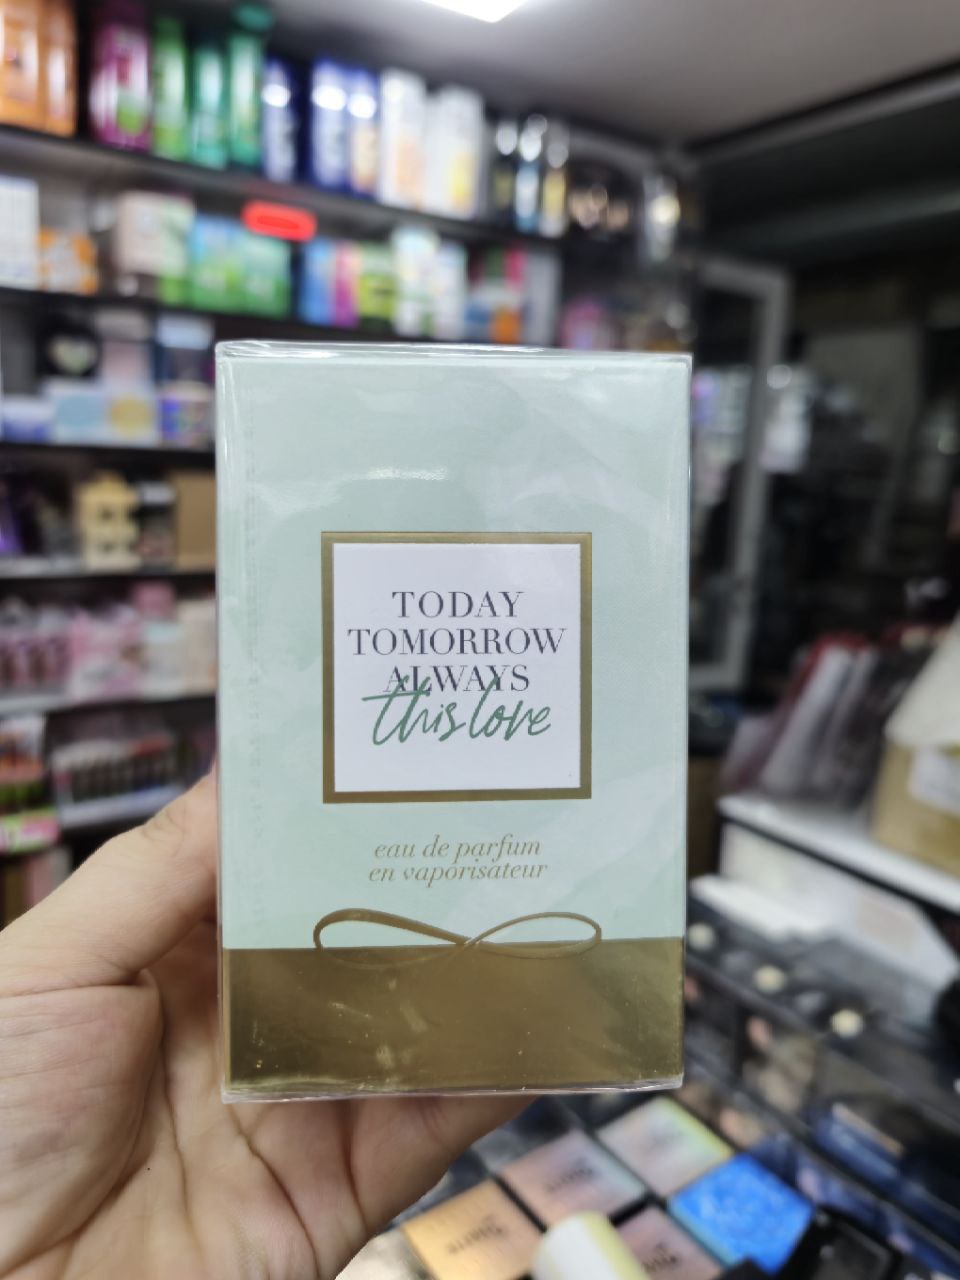 TODAY
TOMORROW
ALWAYS
this love
eau de parfum
en vaporisateur